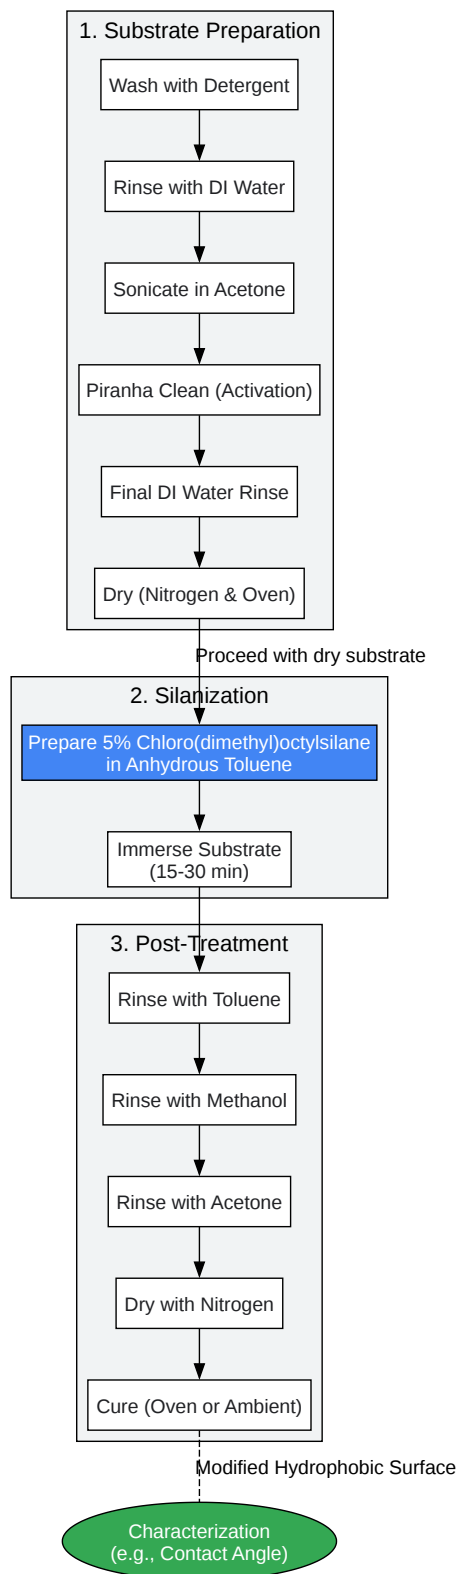 1. Substrate Preparation
Wash with Detergent
Rinse with DI Water
Sonicate in Acetone
Piranha Clean (Activation)
Final DI Water Rinse
Dry (Nitrogen & Oven)
Proceed with dry substrate
2. Silanization
Prepare 5% Chloro(dimethyl)octylsilane
in Anhydrous Toluene
Immerse Substrate
(15-30 min)
3. Post-Treatment
Rinse with Toluene
Rinse with Methanol
Rinse with Acetone
Dry with Nitrogen
Cure (Oven or Ambient)
Modified Hydrophobic Surface
Characterization
(e.g., Contact Angle)